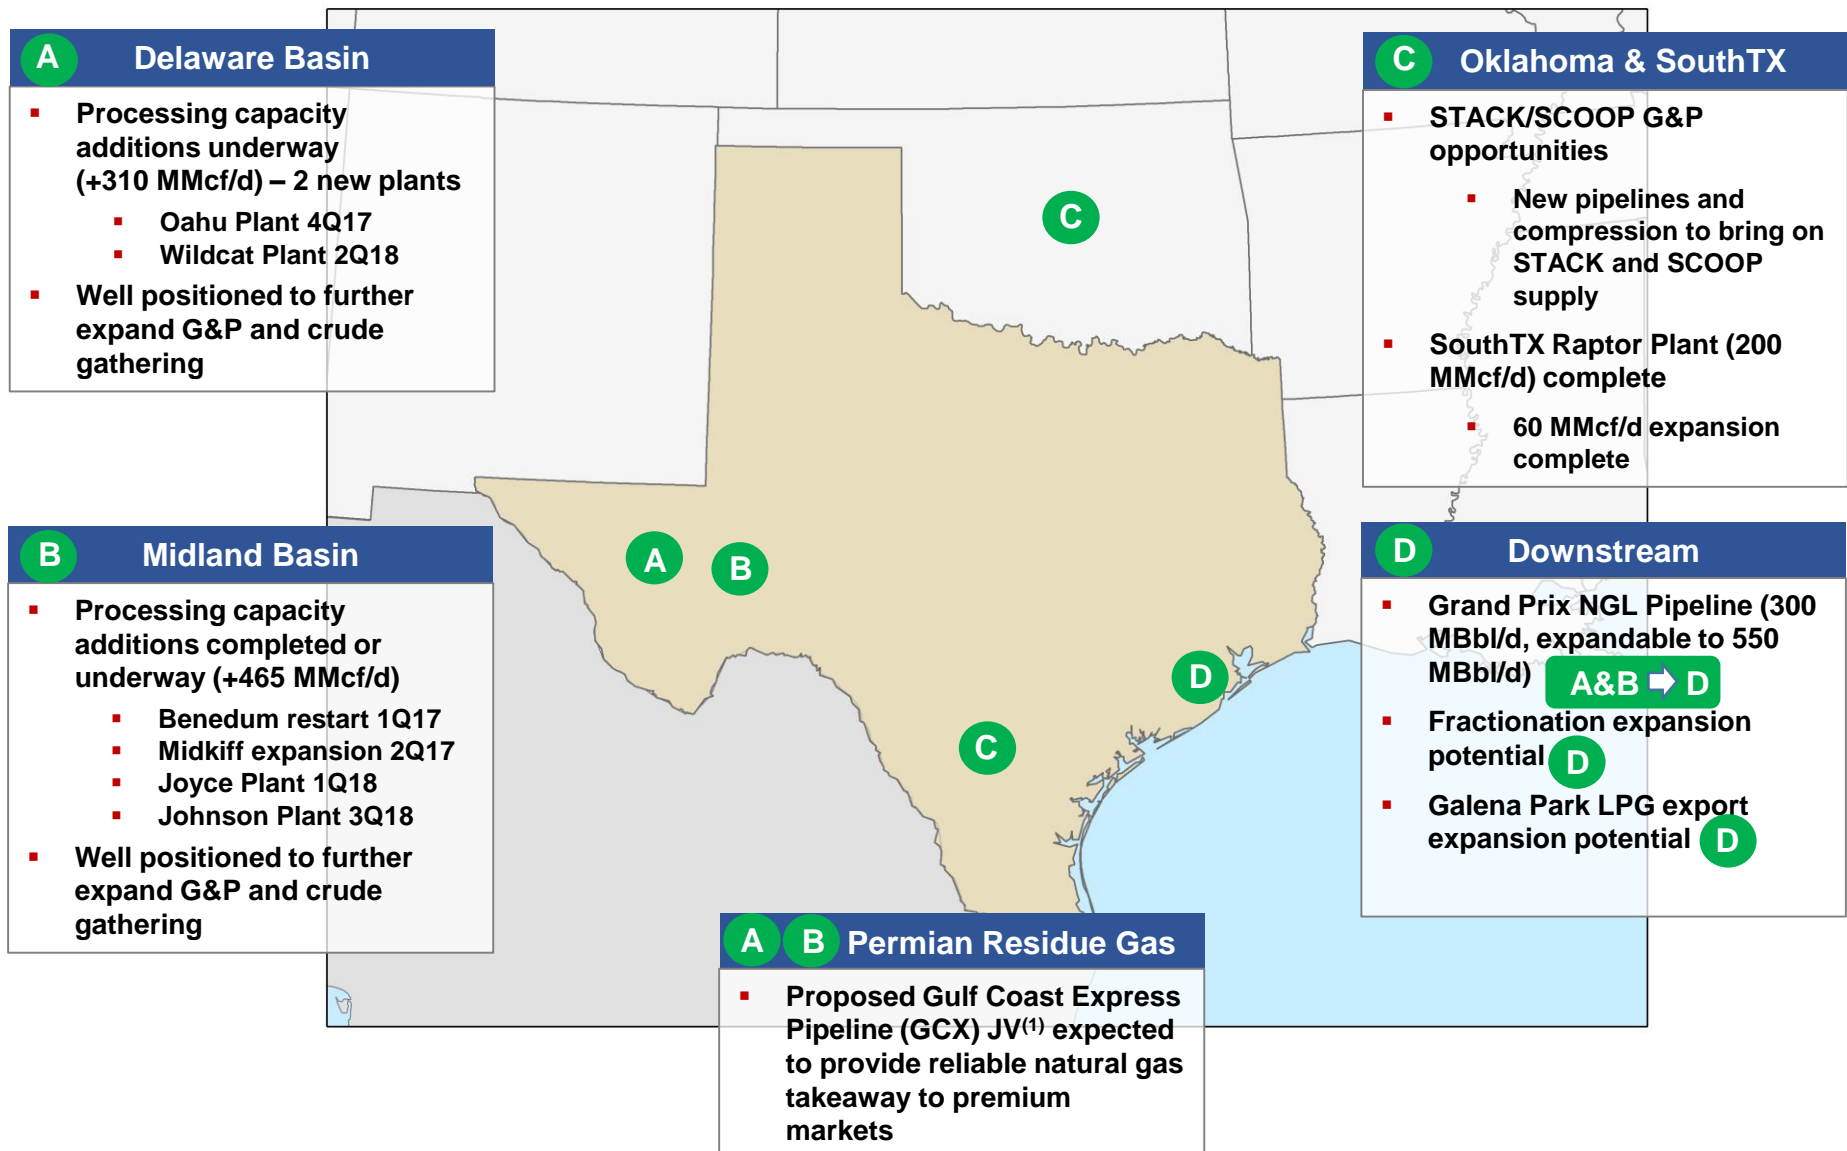 A Delaware Basin
▪ Processing capacity
additions underway
(+310 MMcf/d) – 2 new plants
▪ Oahu Plant 4Q17
▪ Wildcat Plant 2Q18
▪ Well positioned to further
expand G&P and crude
gathering
B Midland Basin
▪ Processing capacity
additions completed or
underway (+465 MMcf/d)
▪ Benedum restart 1Q17
▪ Midkiff expansion 2Q17
▪ Joyce Plant 1Q18
▪ Johnson Plant 3Q18
▪ Well positioned to further
expand G&P and crude
gathering
C
A
B
D
C
A B Permian Residue Gas
▪ Proposed Gulf Coast Express
Pipeline (GCX) JV(1) expected
to provide reliable natural gas
takeaway to premium
markets
C Oklahoma & SouthTX
▪ STACK/SCOOP G&P
opportunities
▪ New pipelines and
compression to bring on
STACK and SCOOP
supply
▪ SouthTX Raptor Plant (200
MMcf/d) complete
▪ 60 MMcf/d expansion
complete
D Downstream
▪ Grand Prix NGL Pipeline (300
MBbl/d, expandable to 550
MBbl/d) A&B ⇨ D
▪ Fractionation expansion
potential D
▪ Galena Park LPG export
expansion potential D